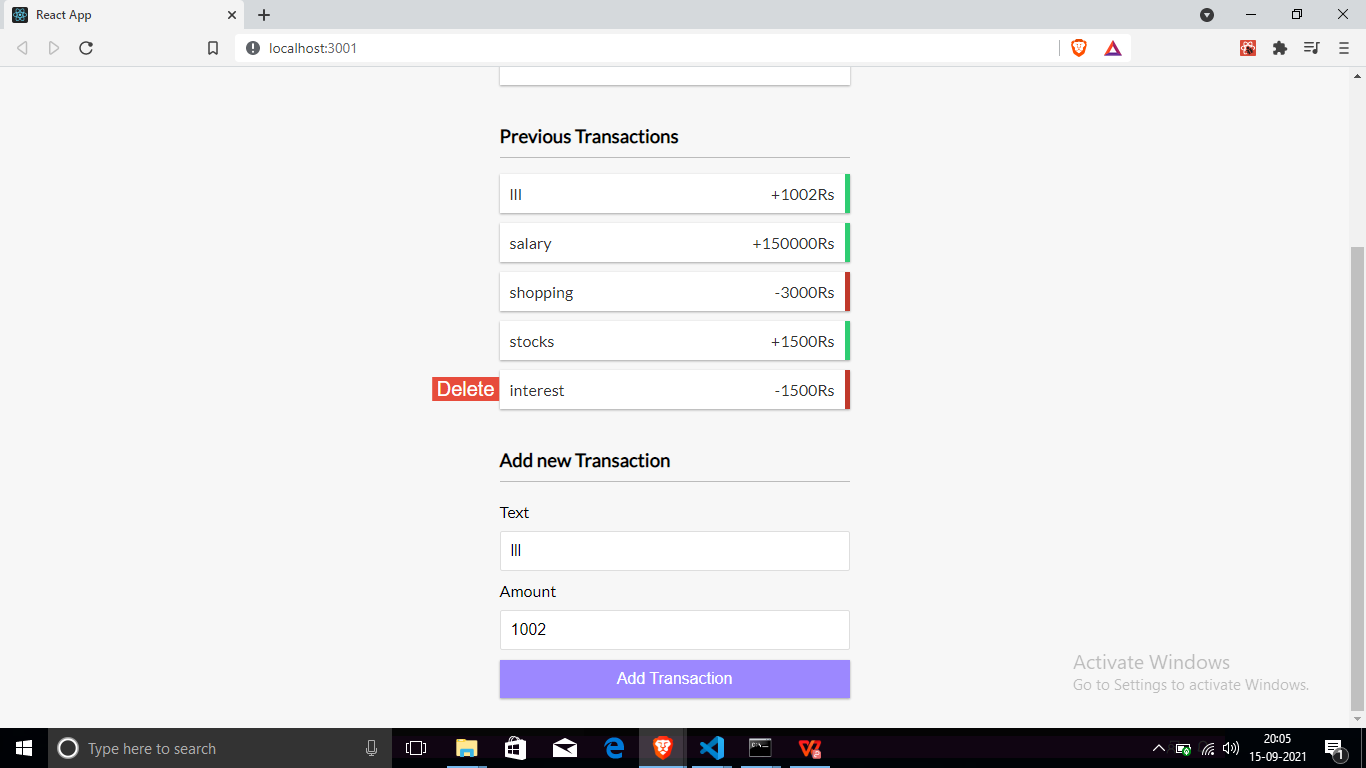 React App
localhost:3001
Previous Transactions
lll +1002Rs
salary +150000Rs
shopping -3000Rs
stocks +1500Rs
Delete interest -1500Rs
Add new Transaction
Text
lll
Amount
1002
Add Transaction
Activate Windows
Go to Settings to activate Windows.
Type here to search
20:05
15-09-2021
1